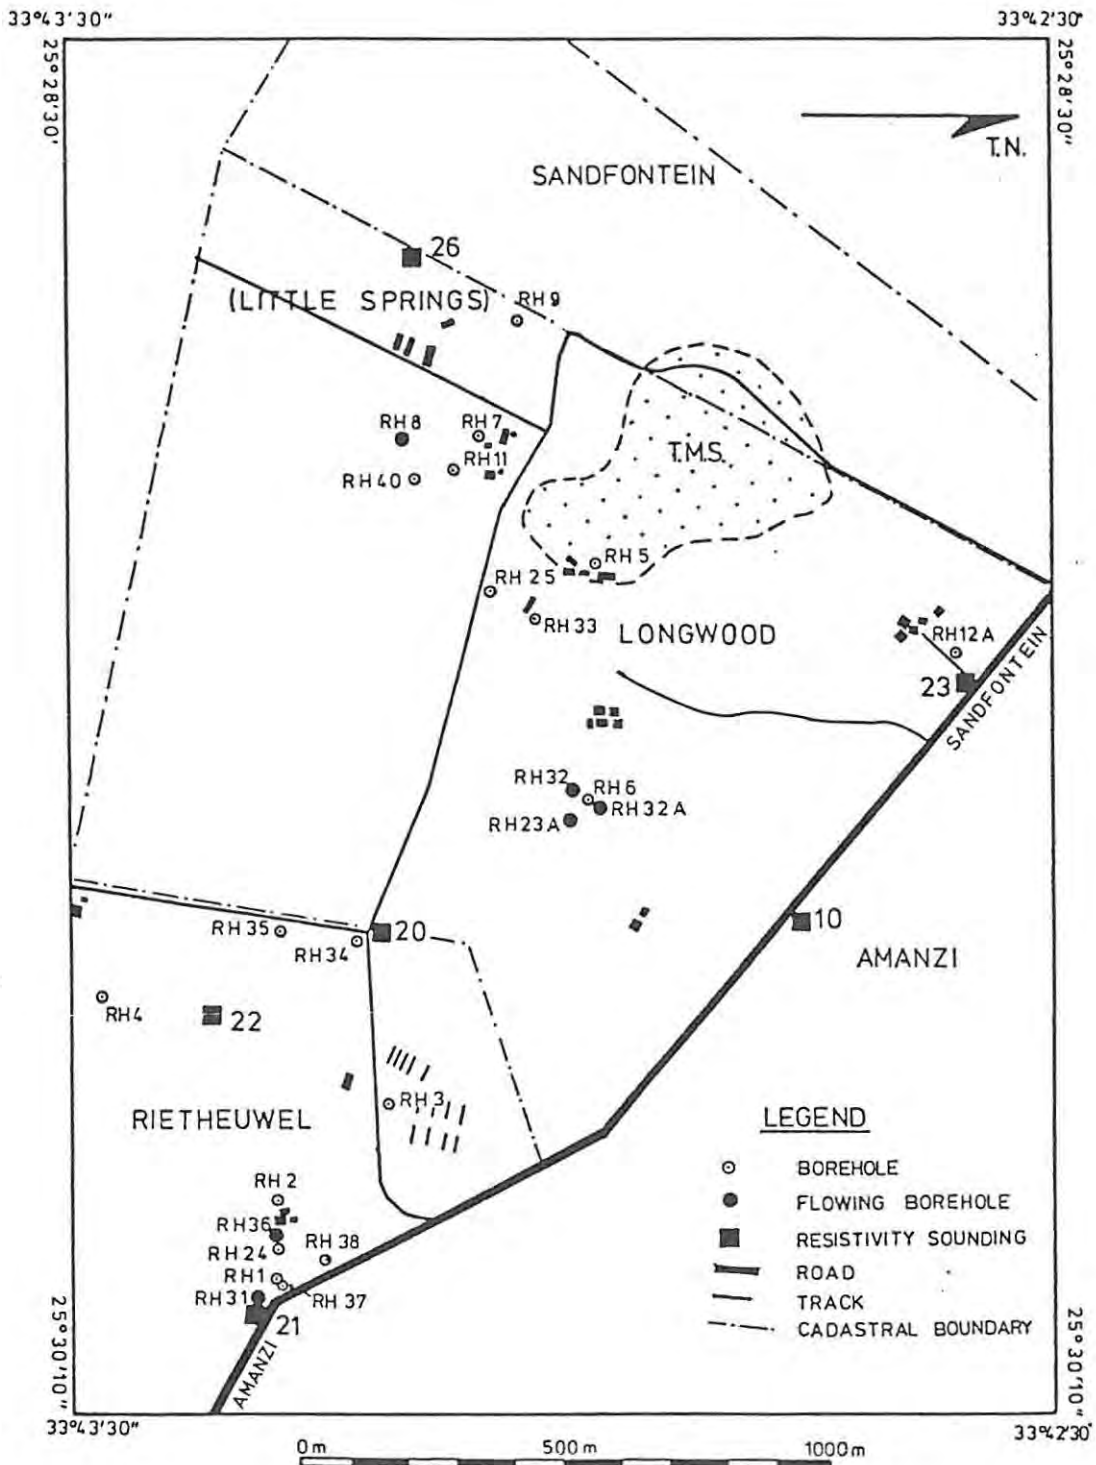 33°43'30"
33°42'30"
25°28'30'
25°28'30"
T.N.
SANDFONTEIN
26
(LITTLE SPRINGS)
RH9
RH8
RH7
RH11
RH40
T.M.S.
RH5
RH25
RH33
LONGWOOD
RH12A
23
SANDFONTEIN
RH32
RH6
RH32A
RH23A
10
AMANZI
RH35
20
RH34
RH4
22
RH3
RIETHEUWEL
RH2
RH36
RH24
RH38
RH1
RH37
RH31
21
AMANZI
LEGEND
BOREHOLE
FLOWING BOREHOLE
RESISTIVITY SOUNDING
ROAD
TRACK
CADASTRAL BOUNDARY
25°30'10"
25°30'10"
33°43'30"
33°42'30"
0m 500m 1000m